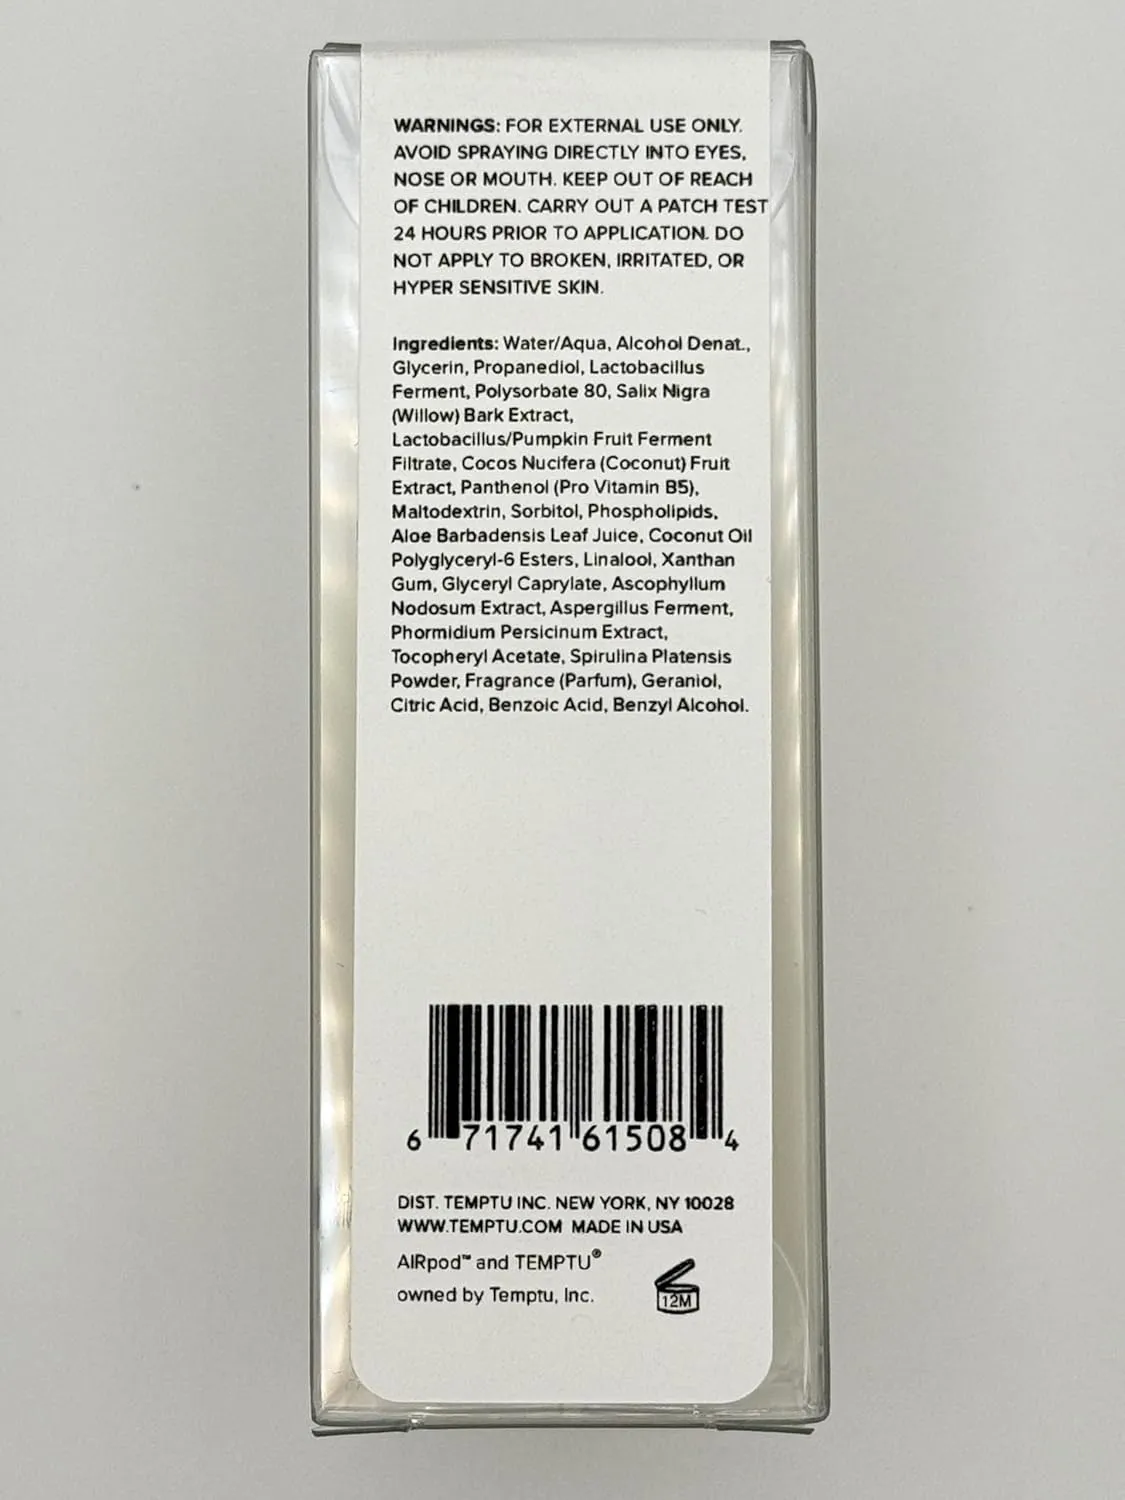 WARNINGS: FOR EXTERNAL USE ONLY.
AVOID SPRAYING DIRECTLY INTO EYES,
NOSE OR MOUTH. KEEP OUT OF REACH
OF CHILDREN. CARRY OUT A PATCH TEST
24 HOURS PRIOR TO APPLICATION. DO
NOT APPLY TO BROKEN, IRRITATED, OR
HYPER SENSITIVE SKIN.
Ingredients: Water/Aqua, Alcohol Denat.,
Glycerin, Propanediol, Lactobacillus
Ferment, Polysorbate 80, Salix Nigra
(Willow) Bark Extract,
Lactobacillus/Pumpkin Fruit Ferment
Filtrate, Cocos Nucifera (Coconut) Fruit
Extract, Panthenol (Pro Vitamin B5),
Maltodextrin, Sorbitol, Phospholipids,
Aloe Barbadensis Leaf Juice, Coconut Oil
Polyglyceryl-6 Esters, Linalool, Xanthan
Gum, Glyceryl Caprylate, Ascophyllum
Nodosum Extract, Aspergillus Ferment,
Phormidium Persicinum Extract,
Tocopheryl Acetate, Spirulina Platensis
Powder, Fragrance (Parfum), Geraniol,
Citric Acid, Benzoic Acid, Benzyl Alcohol.
6 71741 61508 4
DIST. TEMPTU INC. NEW YORK, NY 10028
WWW.TEMPTU.COM MADE IN USA
AIRpod™ and TEMPTU®
owned by Temptu, Inc.
12M